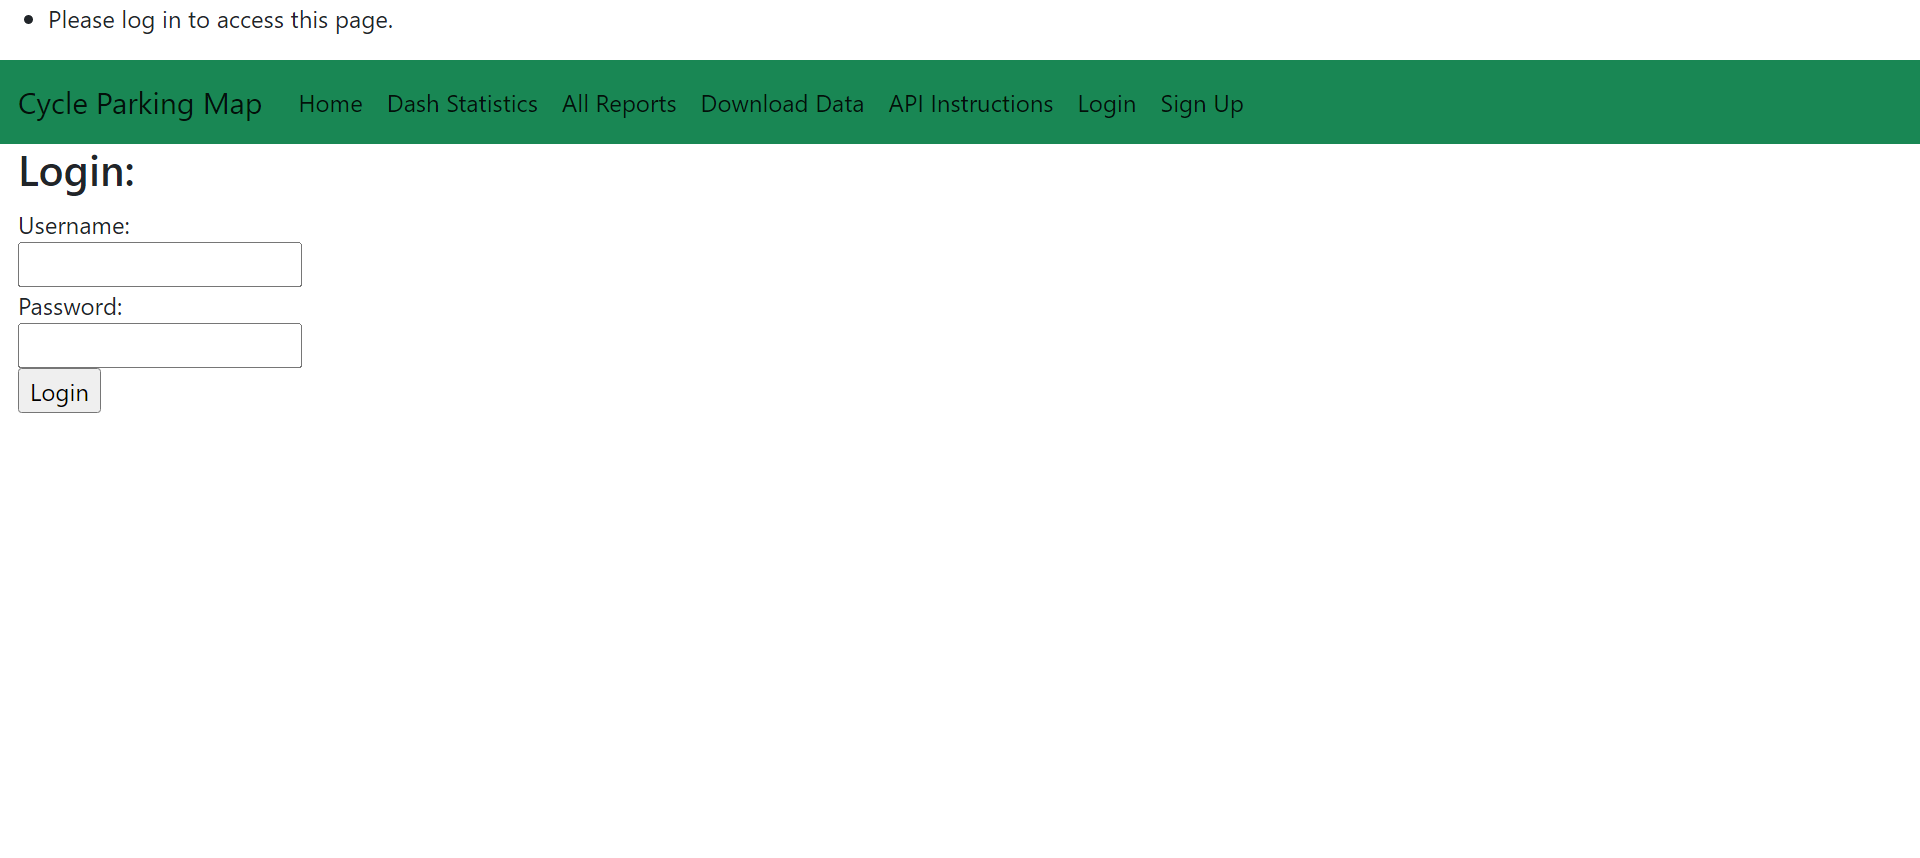 Please log in to access this page.
Cycle Parking Map Home Dash Statistics All Reports Download Data API Instructions Login Sign Up
Login:
Username:
Password:
Login